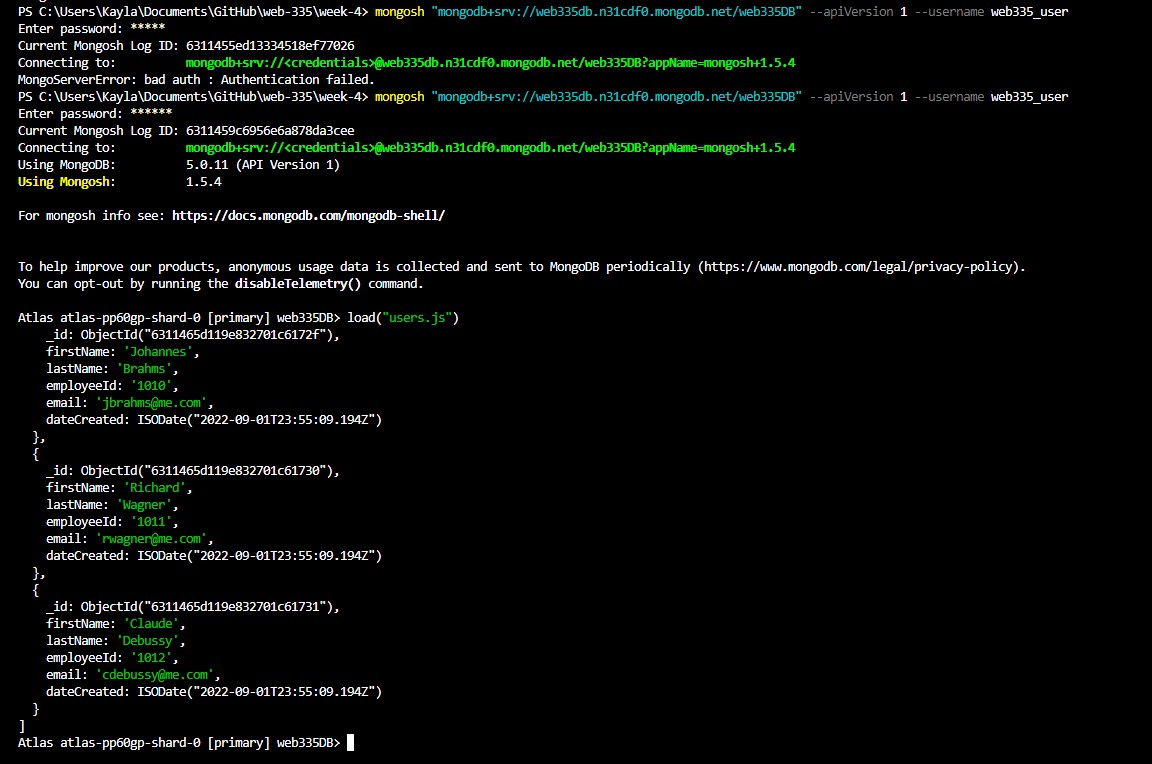 PS C:\Users\Kayla\Documents\GitHub\web-335\week-4> mongosh "mongodb+srv://web335db.n31cdf0.mongodb.net/web335DB" --apiVersion 1 --username web335_user
Enter password: *****
Current Mongosh Log ID: 6311455ed13334518ef77026
Connecting to: mongodb+srv://<credentials>@web335db.n31cdf0.mongodb.net/web335DB?appName=mongosh+1.5.4
MongoServerError: bad auth : Authentication failed.
PS C:\Users\Kayla\Documents\GitHub\web-335\week-4> mongosh "mongodb+srv://web335db.n31cdf0.mongodb.net/web335DB" --apiVersion 1 --username web335_user
Enter password: ******
Current Mongosh Log ID: 6311459c6956e6a878da3cee
Connecting to: mongodb+srv://<credentials>@web335db.n31cdf0.mongodb.net/web335DB?appName=mongosh+1.5.4
Using MongoDB: 5.0.11 (API Version 1)
Using Mongosh: 1.5.4
For mongosh info see: https://docs.mongodb.com/mongodb-shell/
To help improve our products, anonymous usage data is collected and sent to MongoDB periodically (https://www.mongodb.com/legal/privacy-policy).
You can opt-out by running the disableTelemetry() command.
Atlas atlas-pp60gp-shard-0 [primary] web335DB> load("users.js")
_id: ObjectId("6311465d119e832701c6172f"),
firstName: 'Johannes',
lastName: 'Brahms',
employeeId: '1010',
email: 'jbrahms@me.com',
dateCreated: ISODate("2022-09-01T23:55:09.194Z")
},
{
_id: ObjectId("6311465d119e832701c61730"),
firstName: 'Richard',
lastName: 'Wagner',
employeeId: '1011',
email: 'rwagner@me.com',
dateCreated: ISODate("2022-09-01T23:55:09.194Z")
},
{
_id: ObjectId("6311465d119e832701c61731"),
firstName: 'Claude',
lastName: 'Debussy',
employeeId: '1012',
email: 'cdebussy@me.com',
dateCreated: ISODate("2022-09-01T23:55:09.194Z")
}
]
Atlas atlas-pp60gp-shard-0 [primary] web335DB>